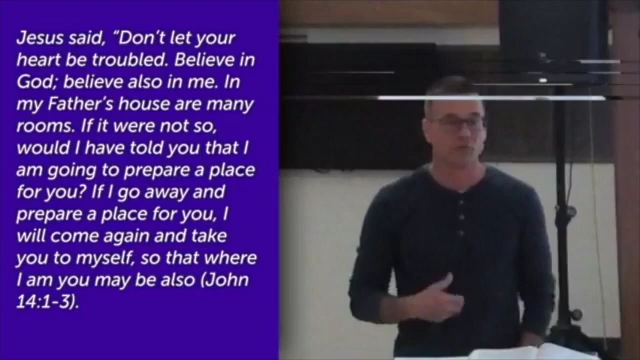 Jesus said, “Don’t let your
heart be troubled. Believe in
God; believe also in me. In
my Father’s house are many
rooms. If it were not so,
would I have told you that I
am going to prepare a place
for you? If I go away and
prepare a place for you, I
will come again and take
you to myself, so that where
I am you may be also (John
14:1-3).